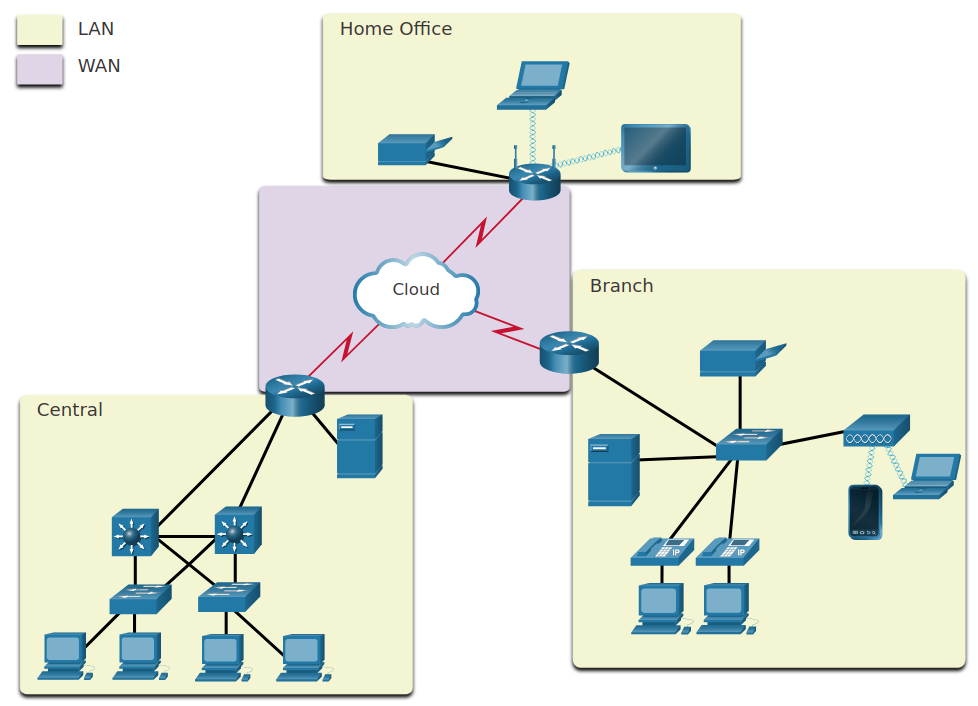 LAN
WAN
Home Office
Cloud
Branch
Central
IP
IP